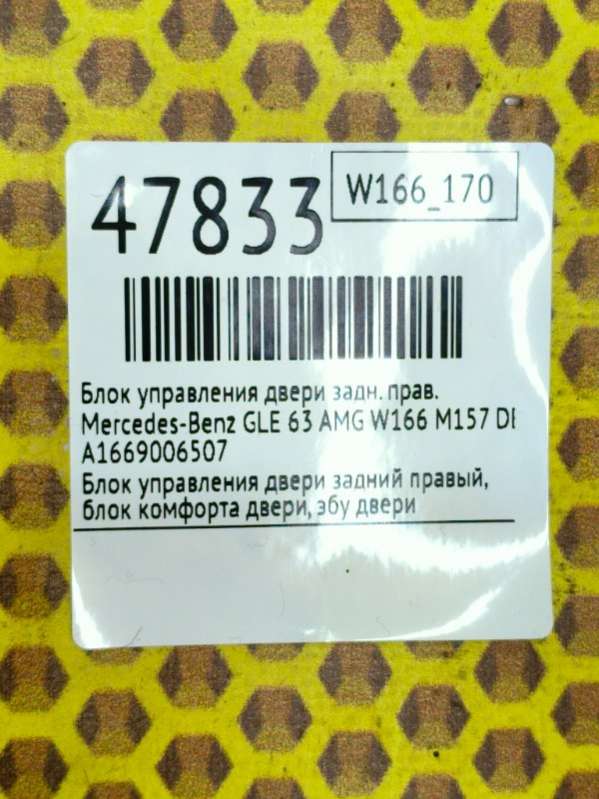 47833
W166_170
Блок управления двери задн. прав.
Mercedes-Benz GLE 63 AMG W166 M157 DE
A1669006507
Блок управления двери задний правый,
блок комфорта двери, эбу двери